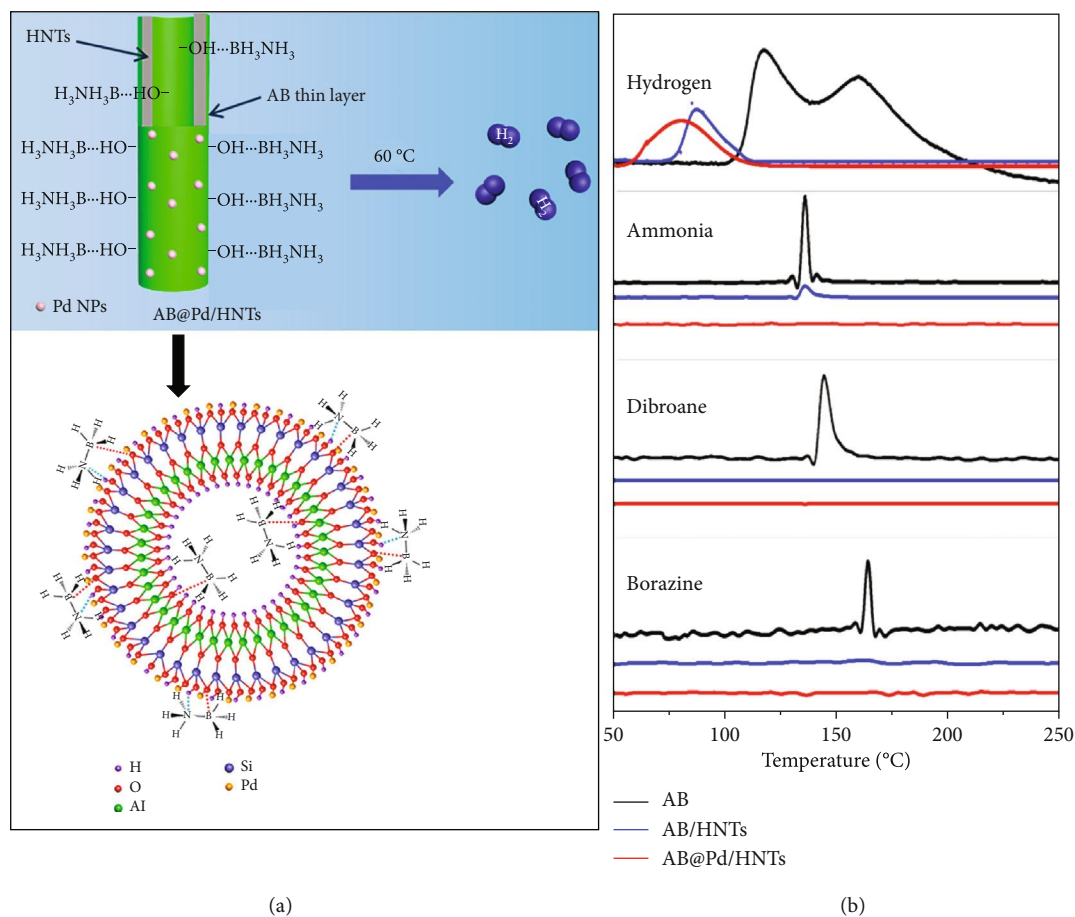 HNTs
–OH···BH₃NH₃
H₃NH₃B···HO–
AB thin layer
H₃NH₃B···HO– –OH···BH₃NH₃
H₃NH₃B···HO– –OH···BH₃NH₃
H₃NH₃B···HO– –OH···BH₃NH₃
60 °C
H₂
H₂
Pd NPs
AB@Pd/HNTs
H H N H B H H H
H H B H N H H H
H H B H N H H H
H H N H B H H H
H H N H B H H H
H H B H N H H H
H N H H B H H H
H Si
O Pd
AI
(a)
Hydrogen
Ammonia
Dibroane
Borazine
50 100 150 200 250
Temperature (°C)
AB
AB/HNTs
AB@Pd/HNTs
(b)